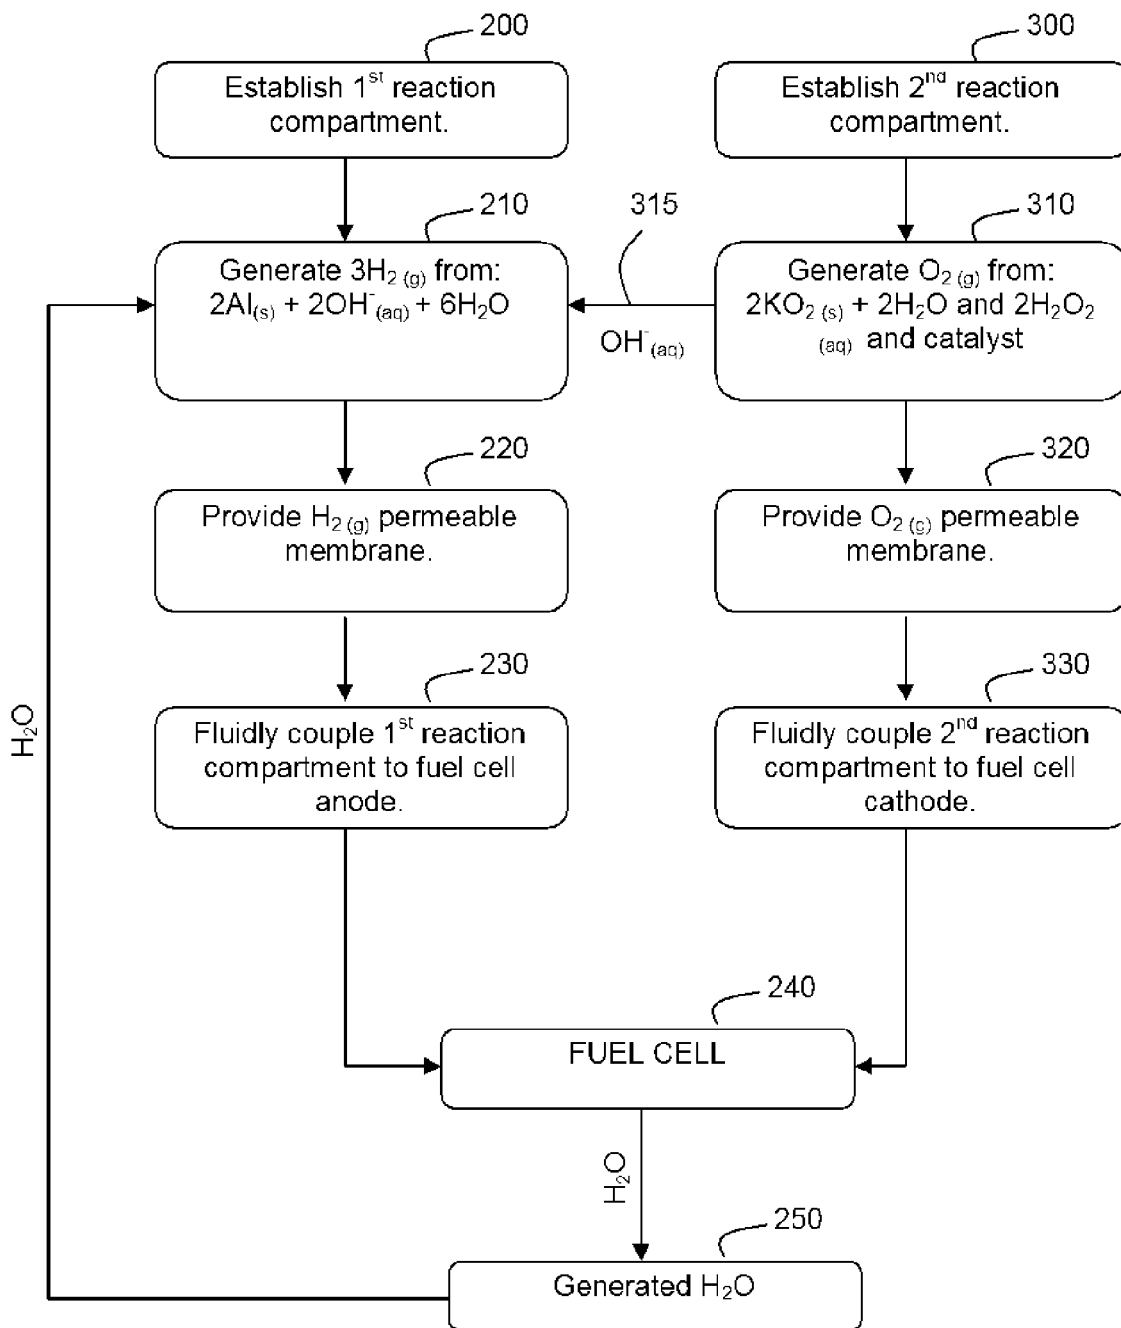 200
Establish 1st reaction
compartment.
300
Establish 2nd reaction
compartment.
210
Generate 3H2 (g) from:
2Al(s) + 2OH-(aq) + 6H2O
315
OH-(aq)
310
Generate O2 (g) from:
2KO2 (s) + 2H2O and 2H2O2
(aq) and catalyst
220
Provide H2 (g) permeable
membrane.
320
Provide O2 (g) permeable
membrane.
230
Fluidly couple 1st reaction
compartment to fuel cell
anode.
330
Fluidly couple 2nd reaction
compartment to fuel cell
cathode.
H2O
240
FUEL CELL
H2O
250
Generated H2O